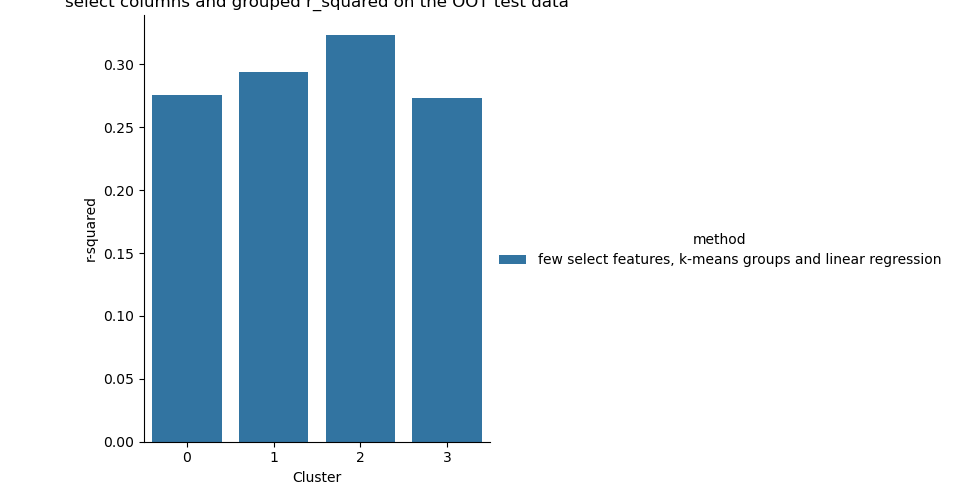 select columns and grouped r_squared on the OOT test data
0.30
0.25
0.20
0.15
0.10
0.05
0.00
r-squared
0 1 2 3
Cluster
method
few select features, k-means groups and linear regression